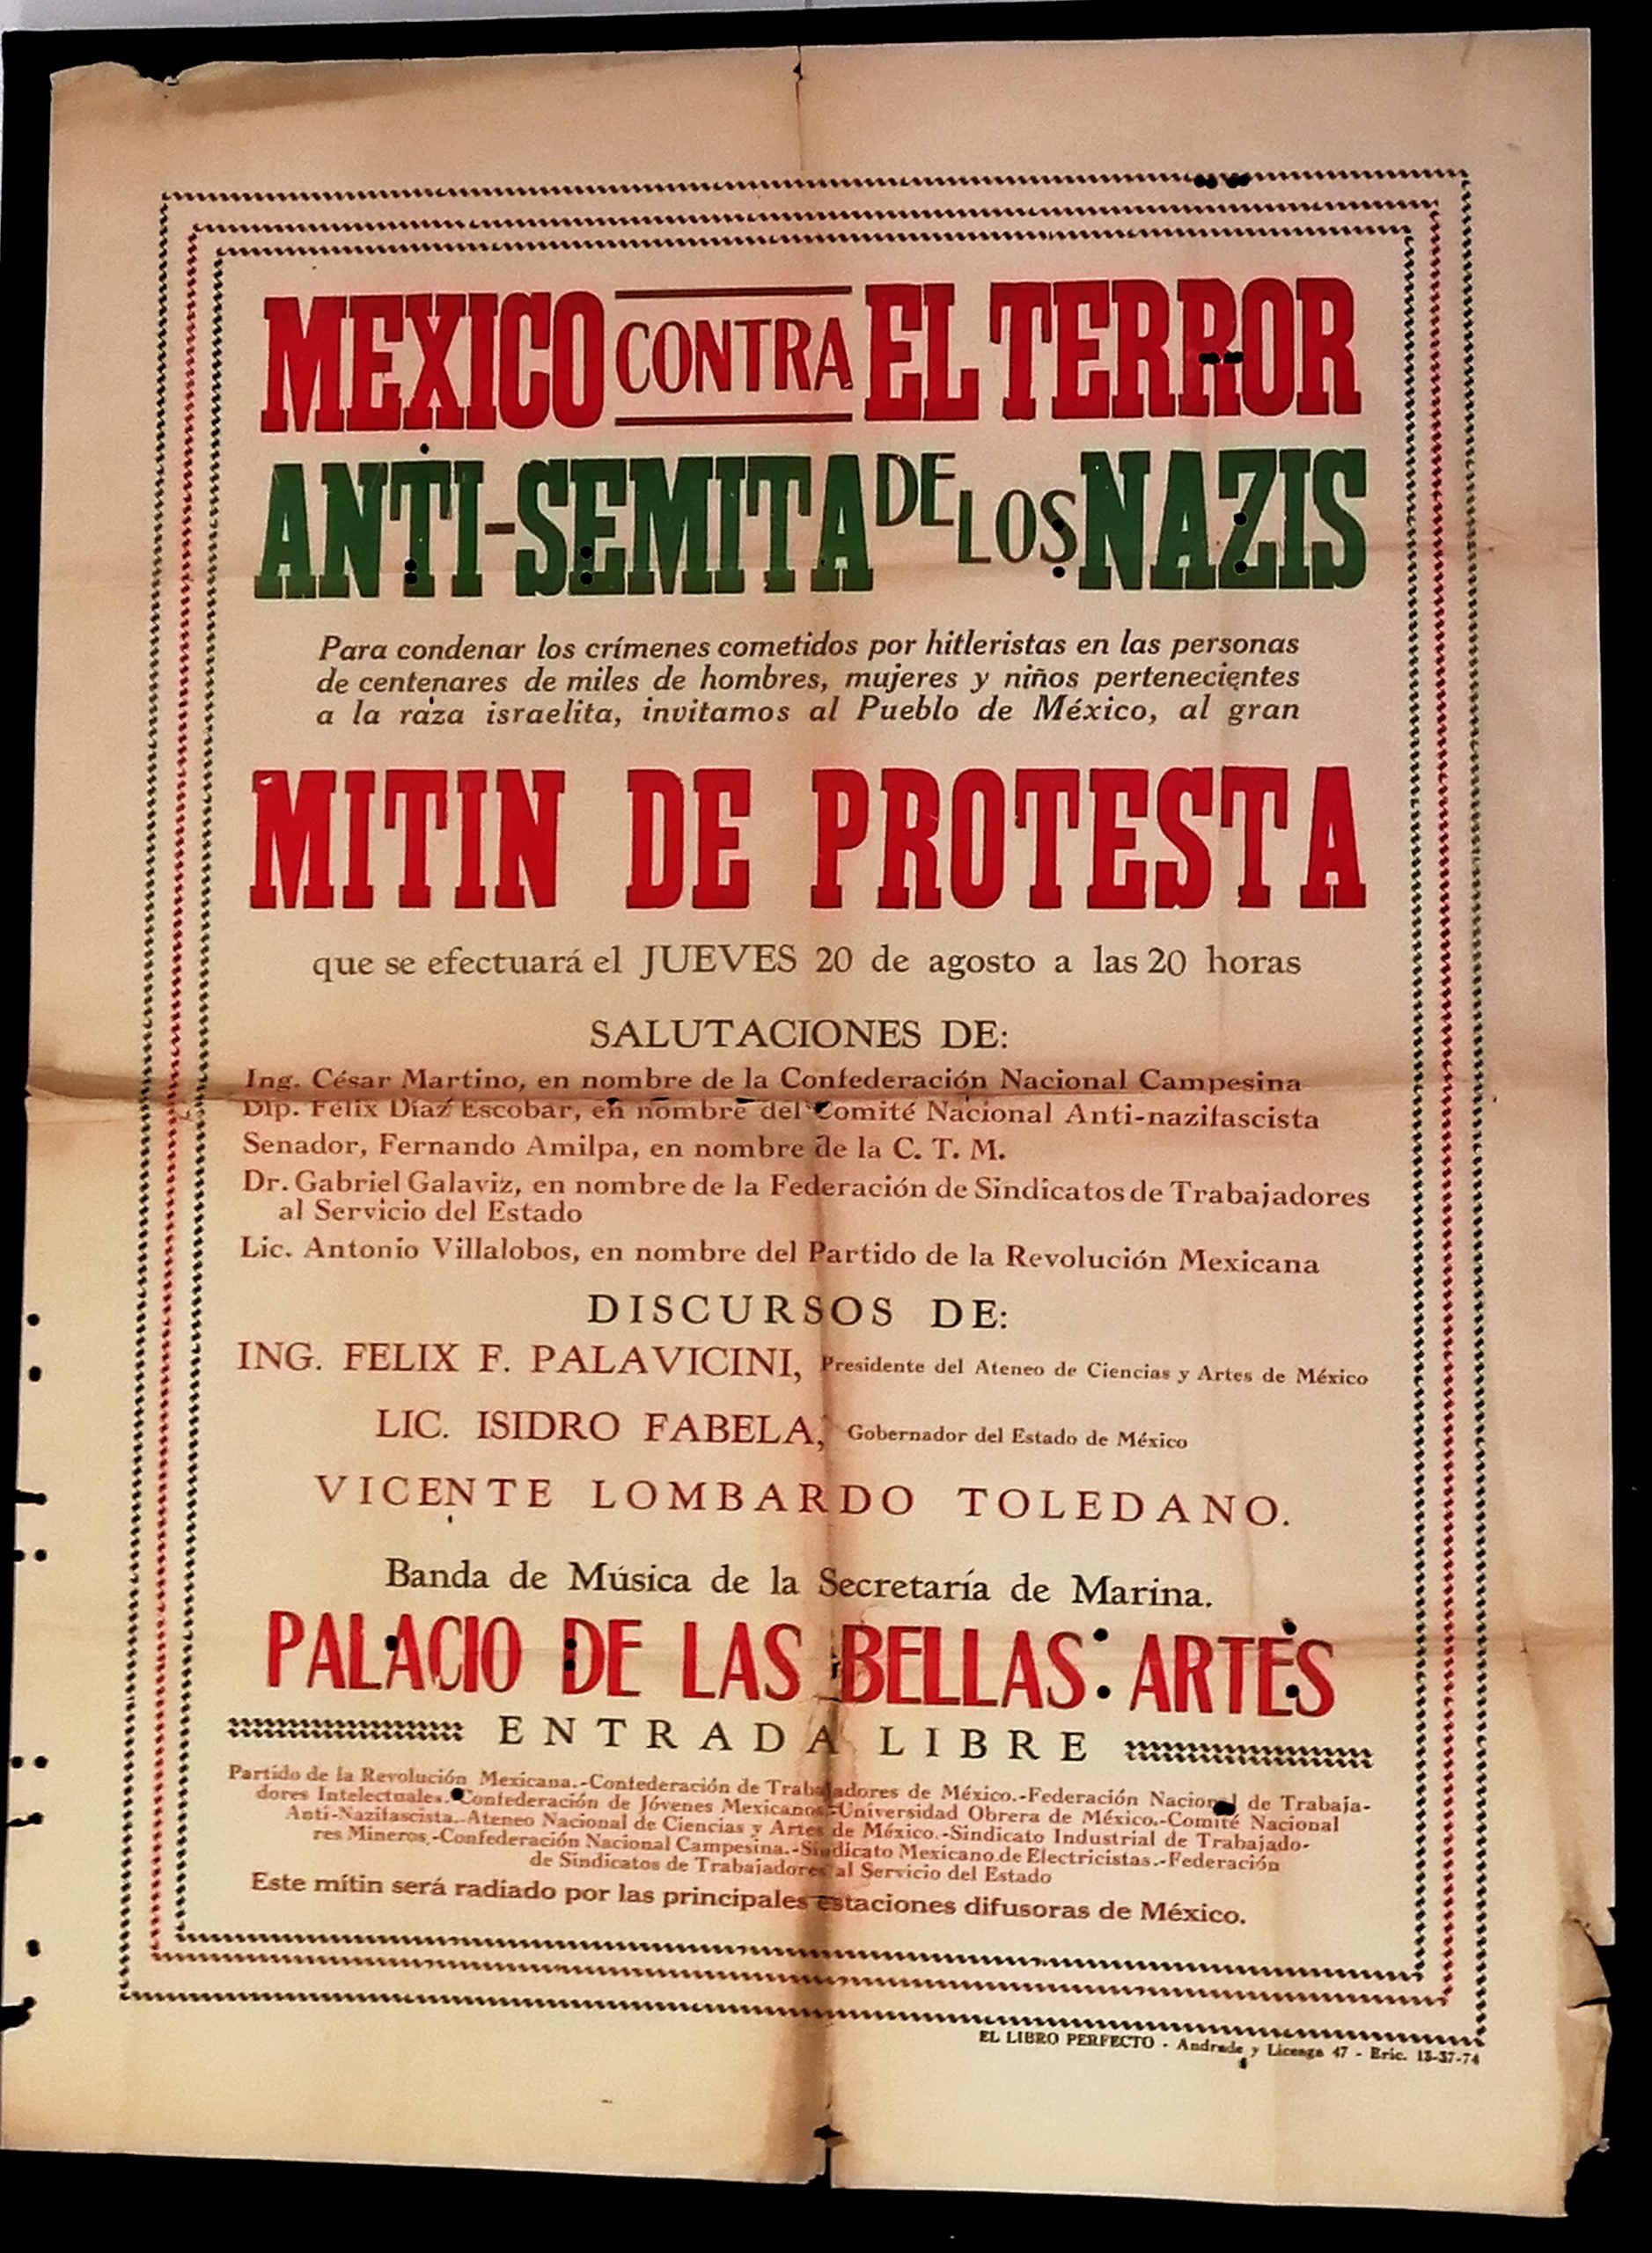 MEXICO CONTRA EL TERROR
ANTI-SEMITA DE LOS NAZIS
Para condenar los crímenes cometidos por hitleristas en las personas
de centenares de miles de hombres, mujeres y niños pertenecientes
a la raza israelita, invitamos al Pueblo de México, al gran
MITIN DE PROTESTA
que se efectuará el JUEVES 20 de agosto a las 20 horas
SALUTACIONES DE:
Ing. César Martino, en nombre de la Confederación Nacional Campesina
Dip. Félix Díaz Escobar, en nombre del Comité Nacional Anti-nazifascista
Senador, Fernando Amilpa, en nombre de la C. T. M.
Dr. Gabriel Galaviz, en nombre de la Federación de Sindicatos de Trabajadores
al Servicio del Estado
Lic. Antonio Villalobos, en nombre del Partido de la Revolución Mexicana
DISCURSOS DE:
ING. FELIX F. PALAVICINI, Presidente del Ateneo de Ciencias y Artes de México
LIC. ISIDRO FABELA, Gobernador del Estado de México
VICENTE LOMBARDO TOLEDANO.
Banda de Música de la Secretaría de Marina.
PALACIO DE LAS BELLAS ARTES
ENTRADA LIBRE
Partido de la Revolución Mexicana.-Confederación de Trabajadores de México.-Federación Nacional de Trabaja-
dores Intelectuales.-Confederación de Jóvenes Mexicanos.-Universidad Obrera de México.-Comité Nacional
Anti-Nazifascista.-Ateneo Nacional de Ciencias y Artes de México.-Sindicato Industrial de Trabajado-
res Mineros.-Confederación Nacional Campesina.-Sindicato Mexicano de Electricistas.-Federación
de Sindicatos de Trabajadores al Servicio del Estado
Este mítin será radiado por las principales estaciones difusoras de México.
EL LIBRO PERFECTO - Andrade y Licenga 47 - Eric. 13-37-74